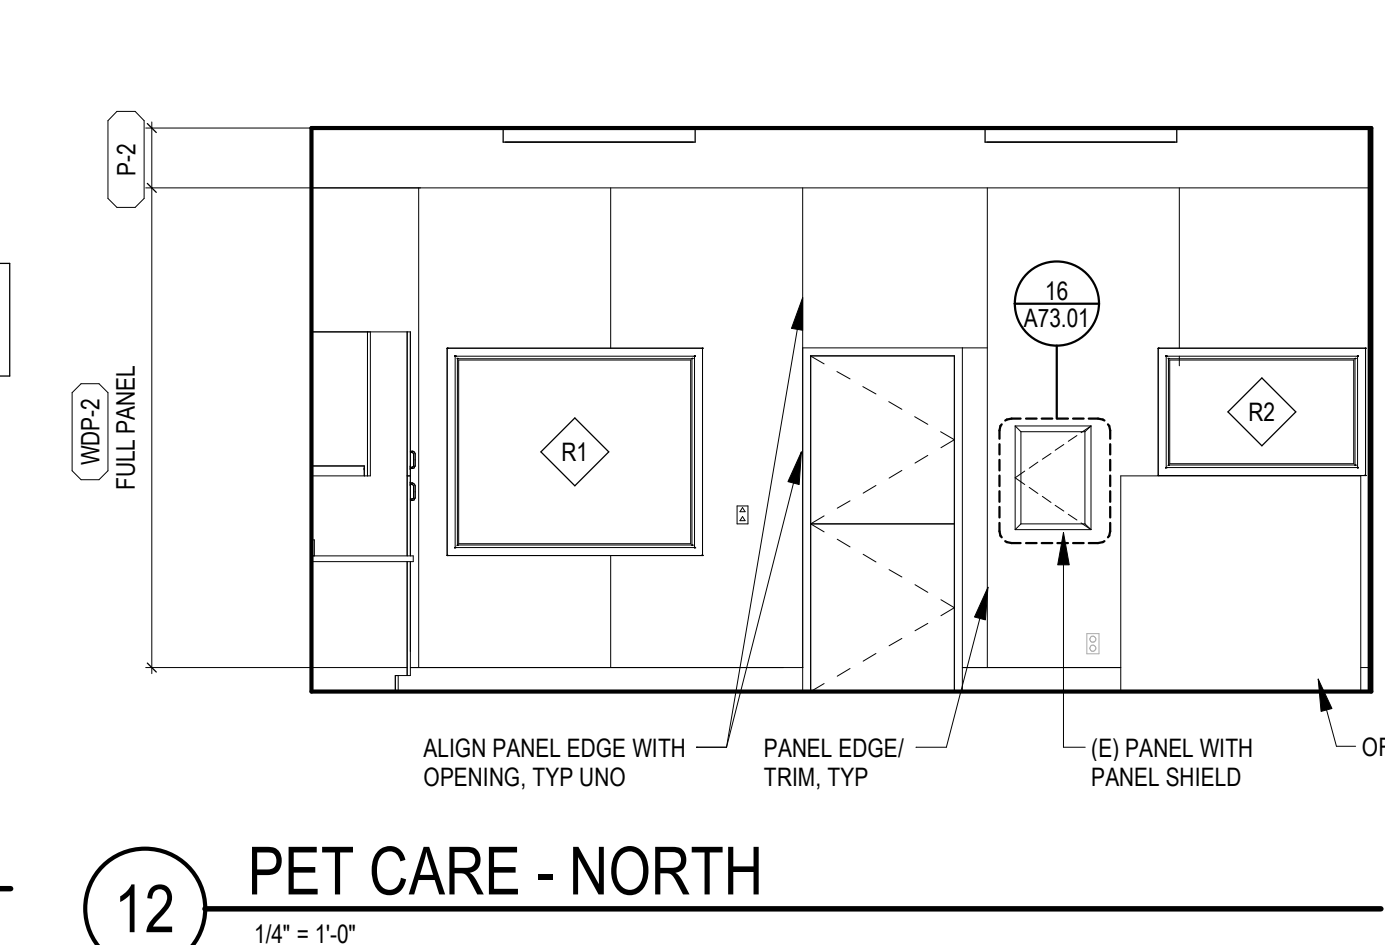 P-2
WDP-2
FULL PANEL
16
A73.01
R1
R2
ALIGN PANEL EDGE WITH
OPENING, TYP UNO
PANEL EDGE/
TRIM, TYP
(E) PANEL WITH
PANEL SHIELD
12
PET CARE - NORTH
1/4" = 1'-0"